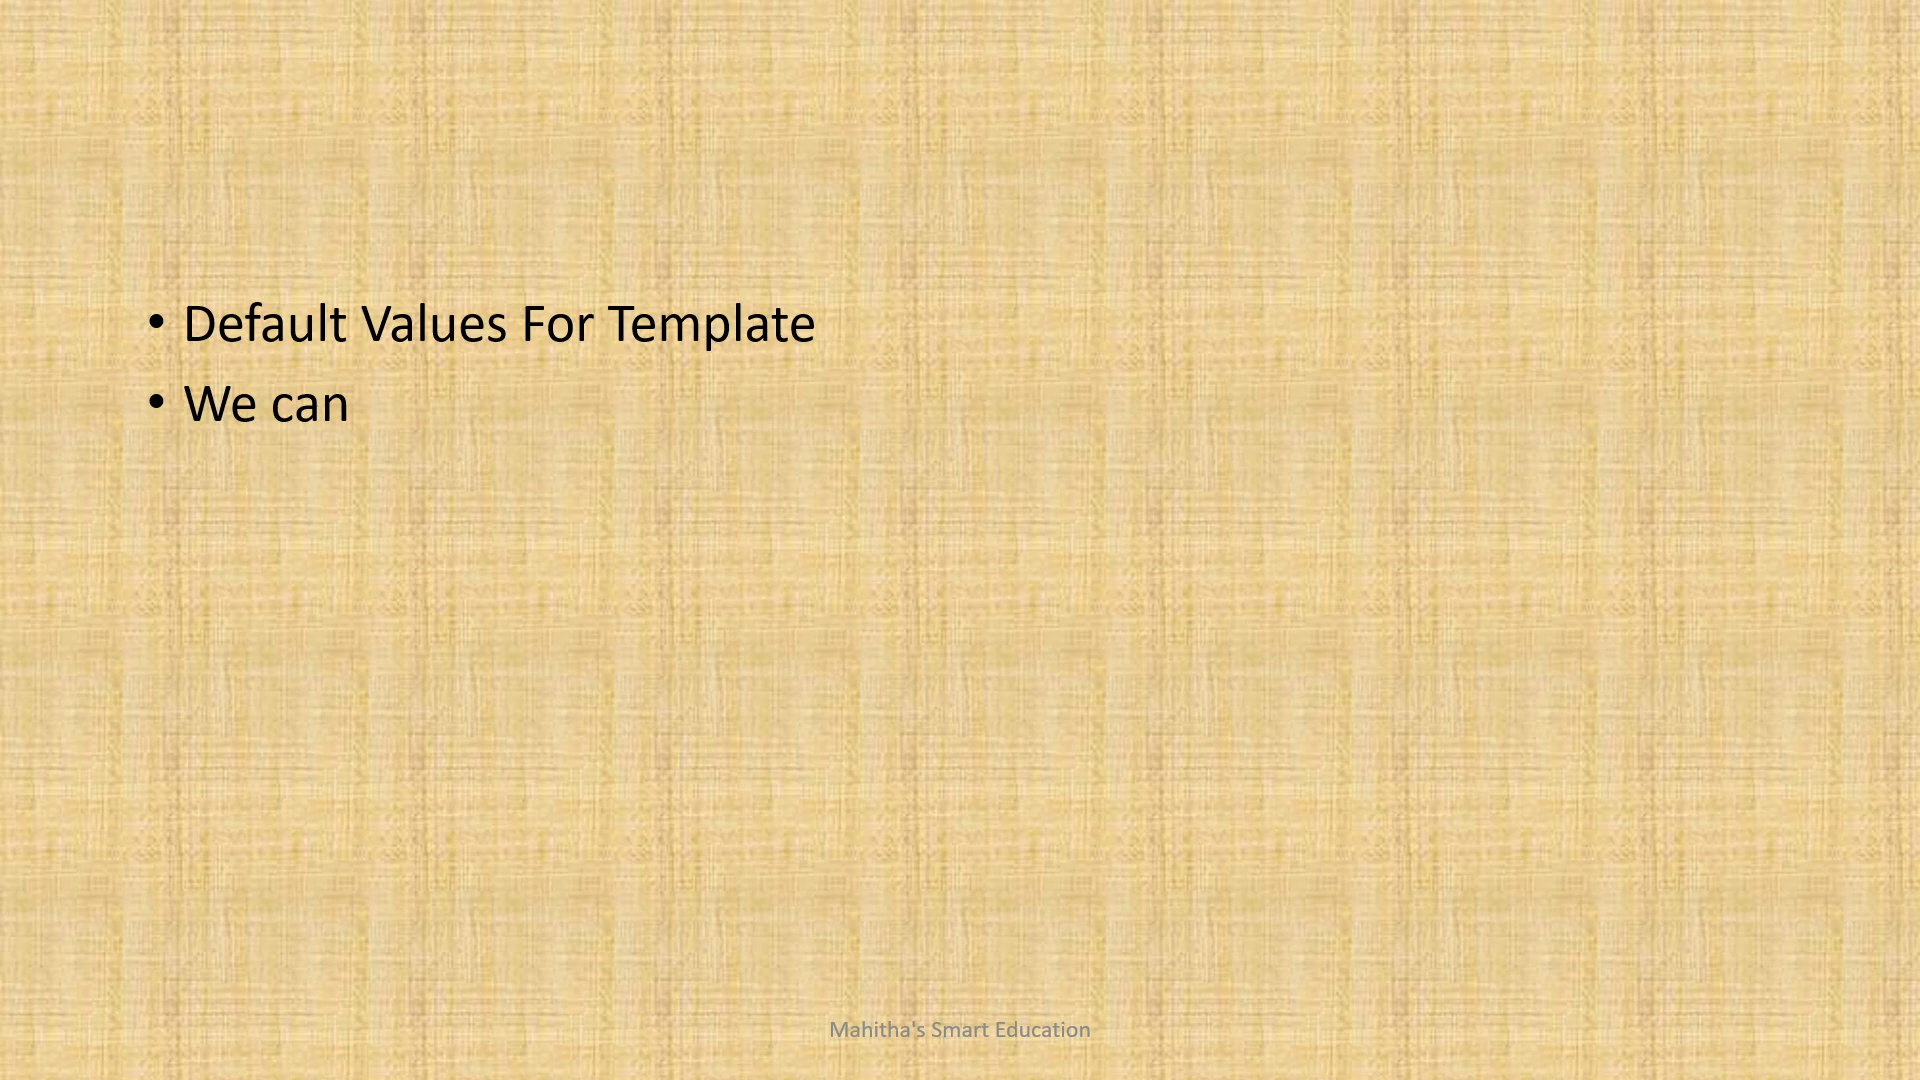 • Default Values For Template
• We can
Mahitha's Smart Education